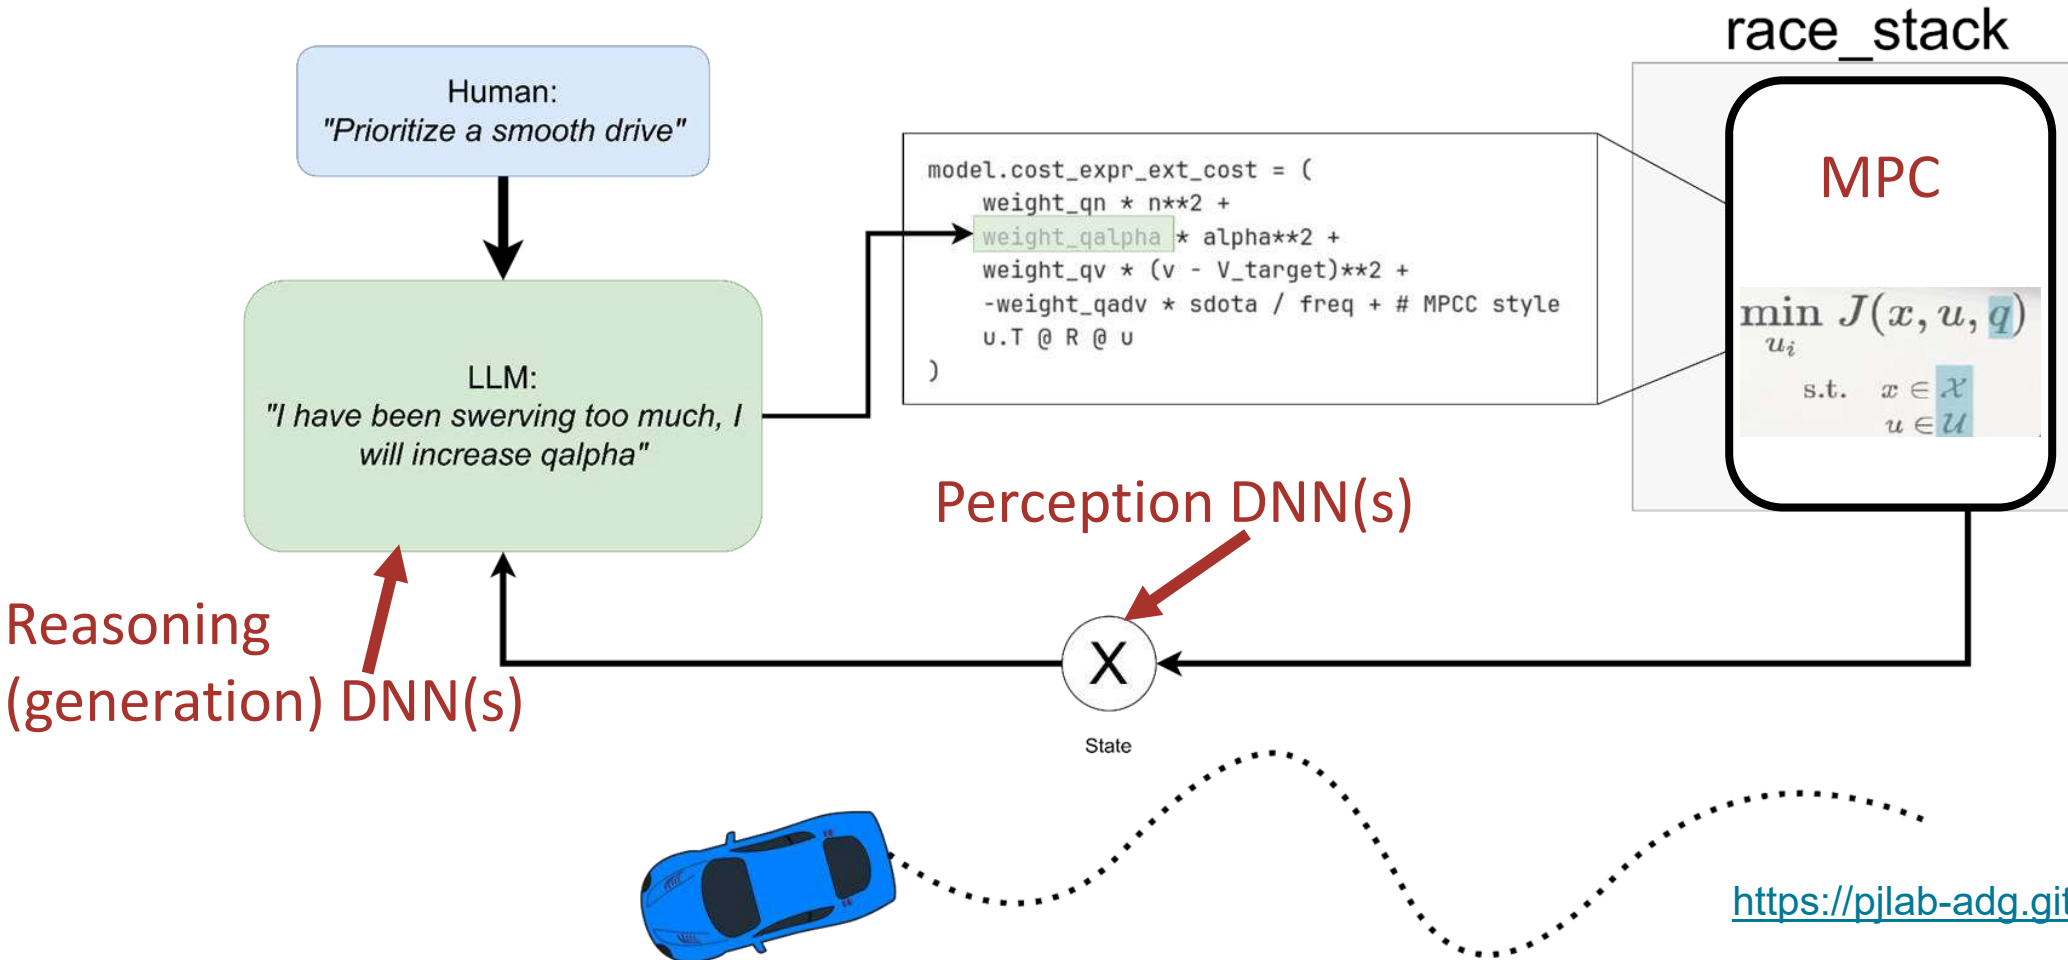 race_stack
Human:
"Prioritize a smooth drive"
model.cost_expr_ext_cost = (
weight_qn * n**2 +
weight_qalpha * alpha**2 +
weight_qv * (v - V_target)**2 +
-weight_qadv * sdota / freq + # MPCC style
u.T @ R @ u
)
MPC
min J(x, u, q)
u_i
s.t. x ∈ 𝒳
u ∈ 𝒰
LLM:
"I have been swerving too much, I
will increase qalpha"
Perception DNN(s)
Reasoning
(generation) DNN(s)
X
State
https://pjlab-adg.git